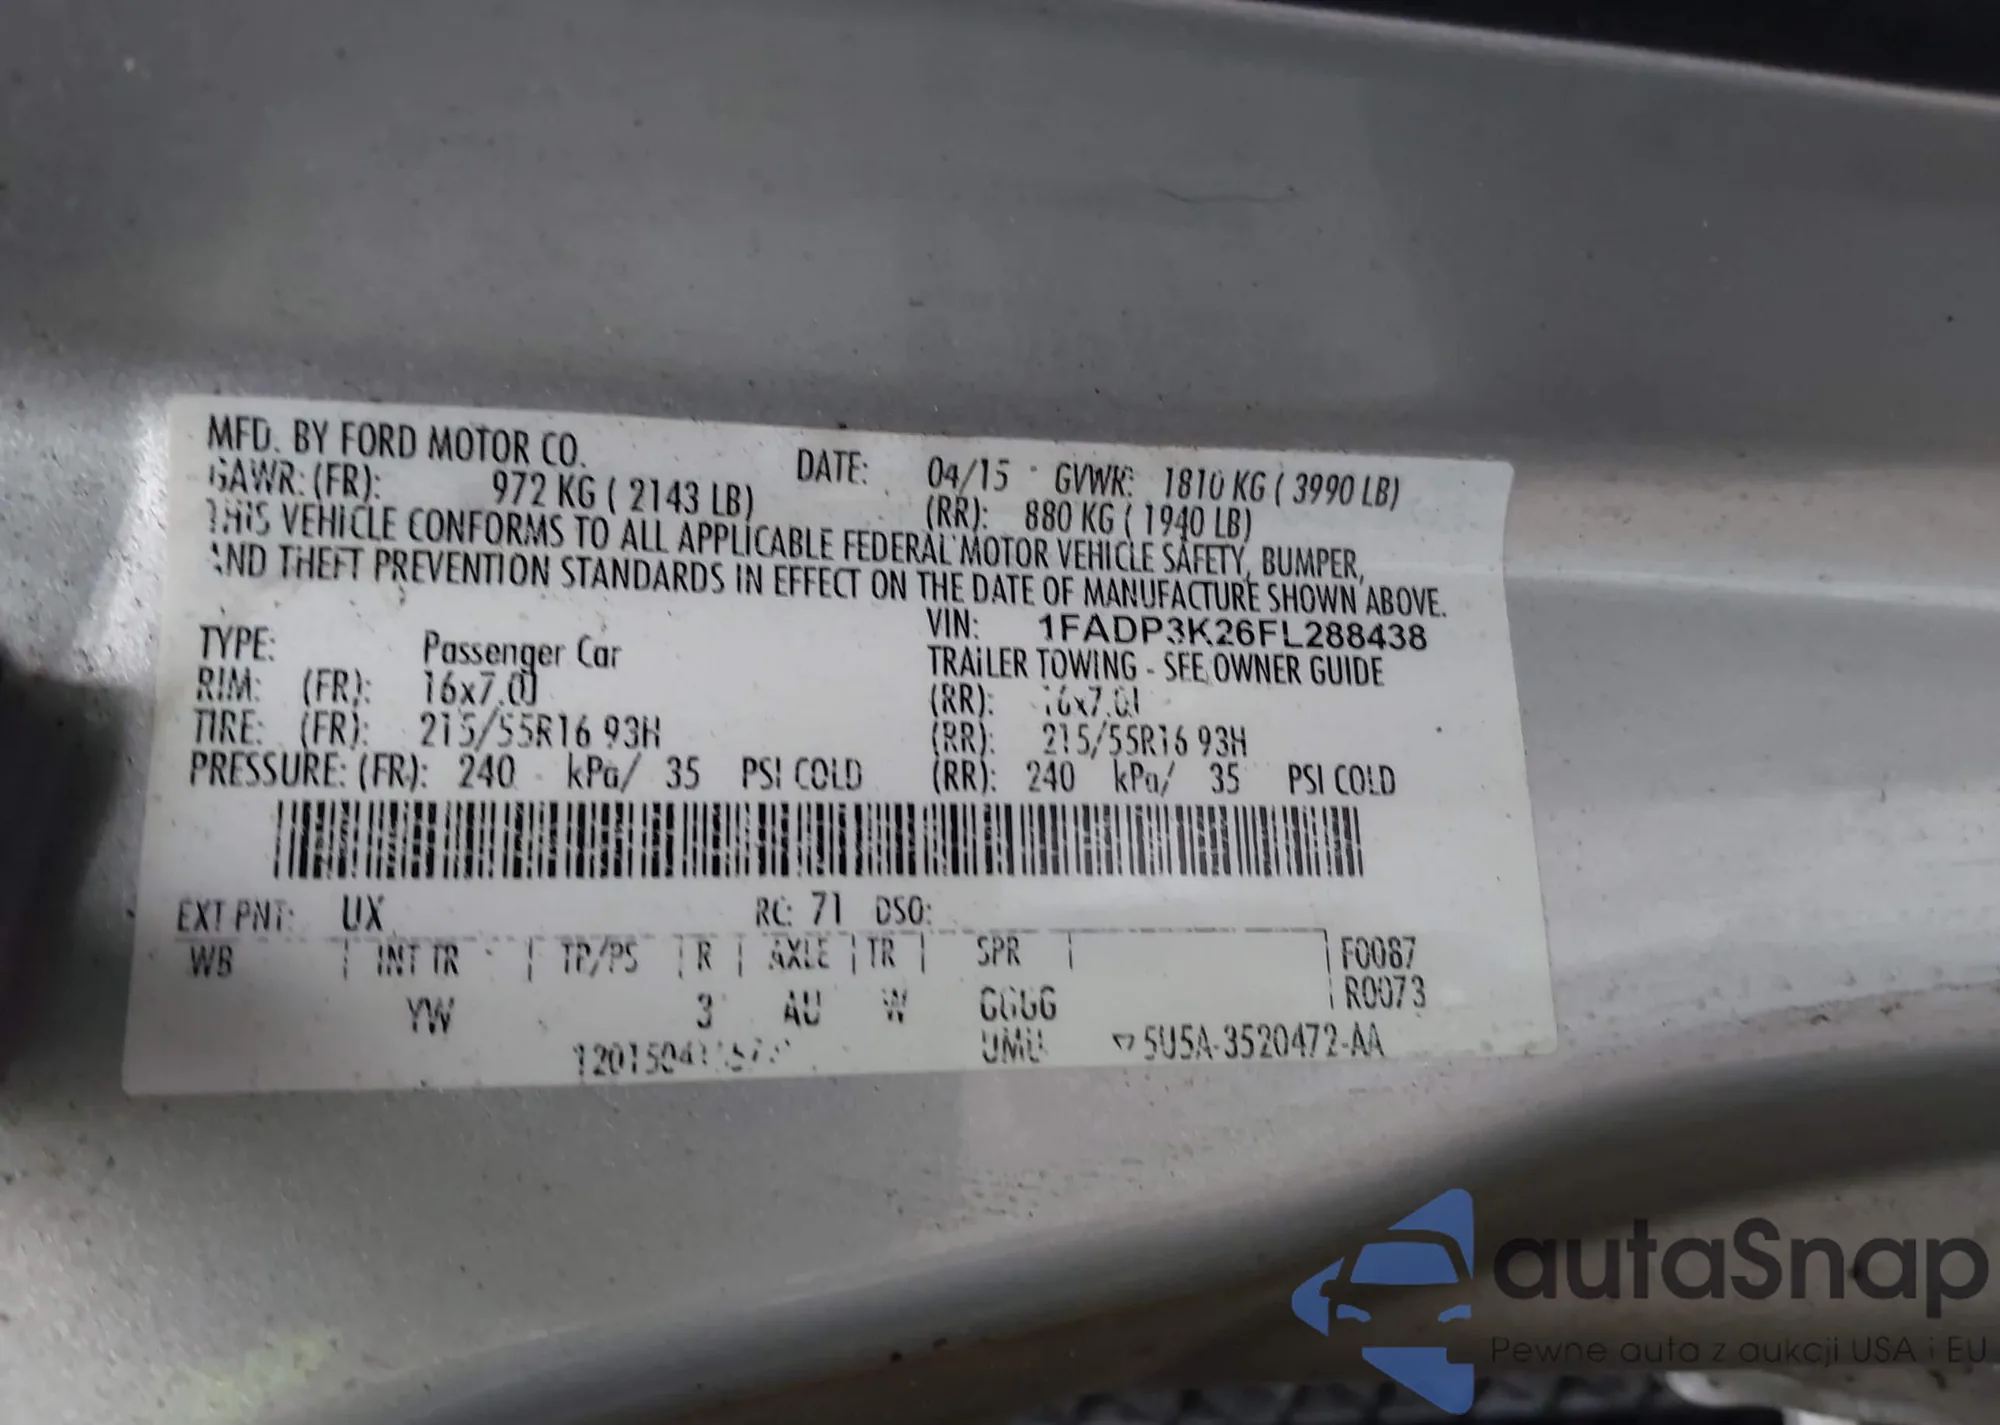 MFD. BY FORD MOTOR CO. DATE: 04/15 GVWR: 1810 KG ( 3990 LB)
GAWR: (FR): 972 KG ( 2143 LB) (RR): 880 KG ( 1940 LB)
THIS VEHICLE CONFORMS TO ALL APPLICABLE FEDERAL MOTOR VEHICLE SAFETY, BUMPER,
AND THEFT PREVENTION STANDARDS IN EFFECT ON THE DATE OF MANUFACTURE SHOWN ABOVE.
VIN: 1FADP3K26FL288438
TYPE: Passenger Car TRAILER TOWING - SEE OWNER GUIDE
RIM: (FR): 16x7.0J (RR): 16x7.0J
TIRE: (FR): 215/55R16 93H (RR): 215/55R16 93H
PRESSURE: (FR): 240 kPa/ 35 PSI COLD (RR): 240 kPa/ 35 PSI COLD
EXT PNT: UX RC: 71 DSO:
WB INT TR TP/PS R AXLE TR SPR F0087
R0073
YW 3 AU W GGGG
5U5A-3520472-AA
autaSnap
Pewne auta z aukcji USA i EU